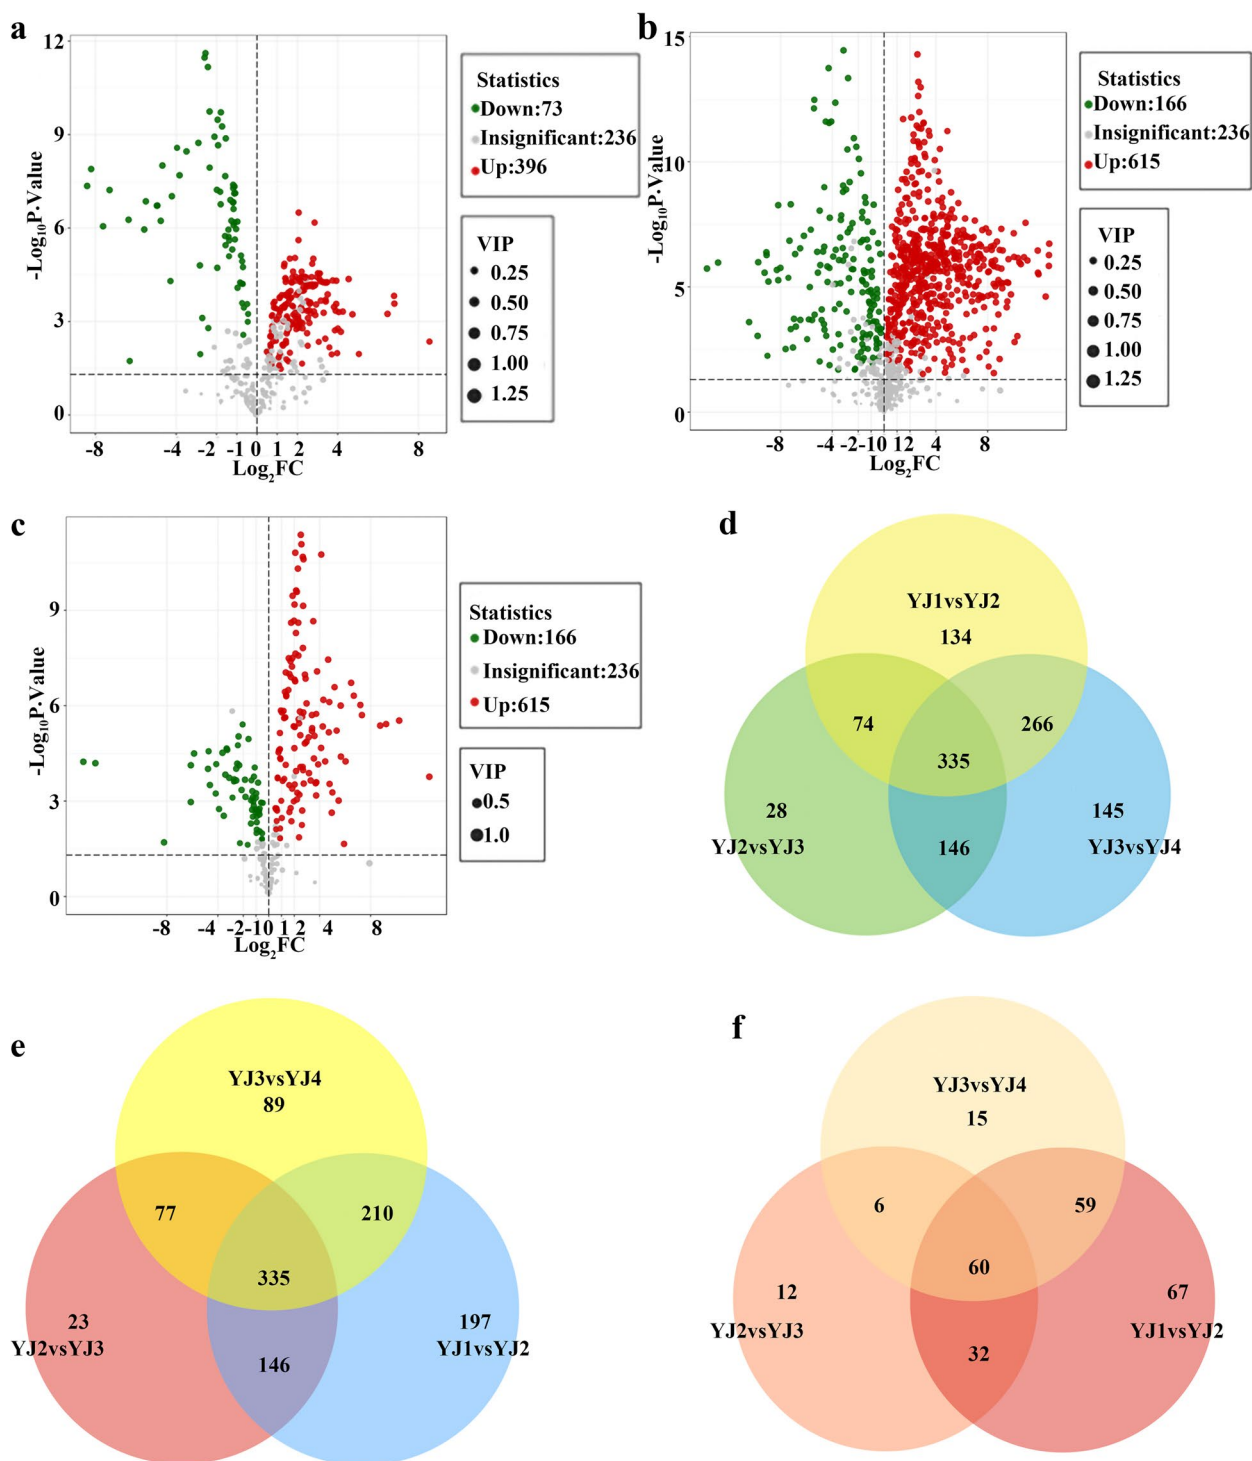 a
12
9
6
3
0
-Log10P.Value
-8 -4 -2 -1 0 1 2 4 8
Log2FC
Statistics
Down:73
Insignificant:236
Up:396
VIP
0.25
0.50
0.75
1.00
1.25
b
15
10
5
0
-Log10P.Value
-8 -4 -2 -1 0 1 2 4 8
Log2FC
Statistics
Down:166
Insignificant:236
Up:615
VIP
0.25
0.50
0.75
1.00
1.25
c
9
6
3
0
-Log10P.Value
-8 -4 -2 -1 0 1 2 4 8
Log2FC
Statistics
Down:166
Insignificant:236
Up:615
VIP
0.5
1.0
d
YJ1vsYJ2
134
74
266
335
28
145
YJ2vsYJ3
YJ3vsYJ4
146
e
YJ3vsYJ4
89
77
210
335
23
197
YJ2vsYJ3
YJ1vsYJ2
146
f
YJ3vsYJ4
15
6
59
60
12
67
YJ2vsYJ3
YJ1vsYJ2
32